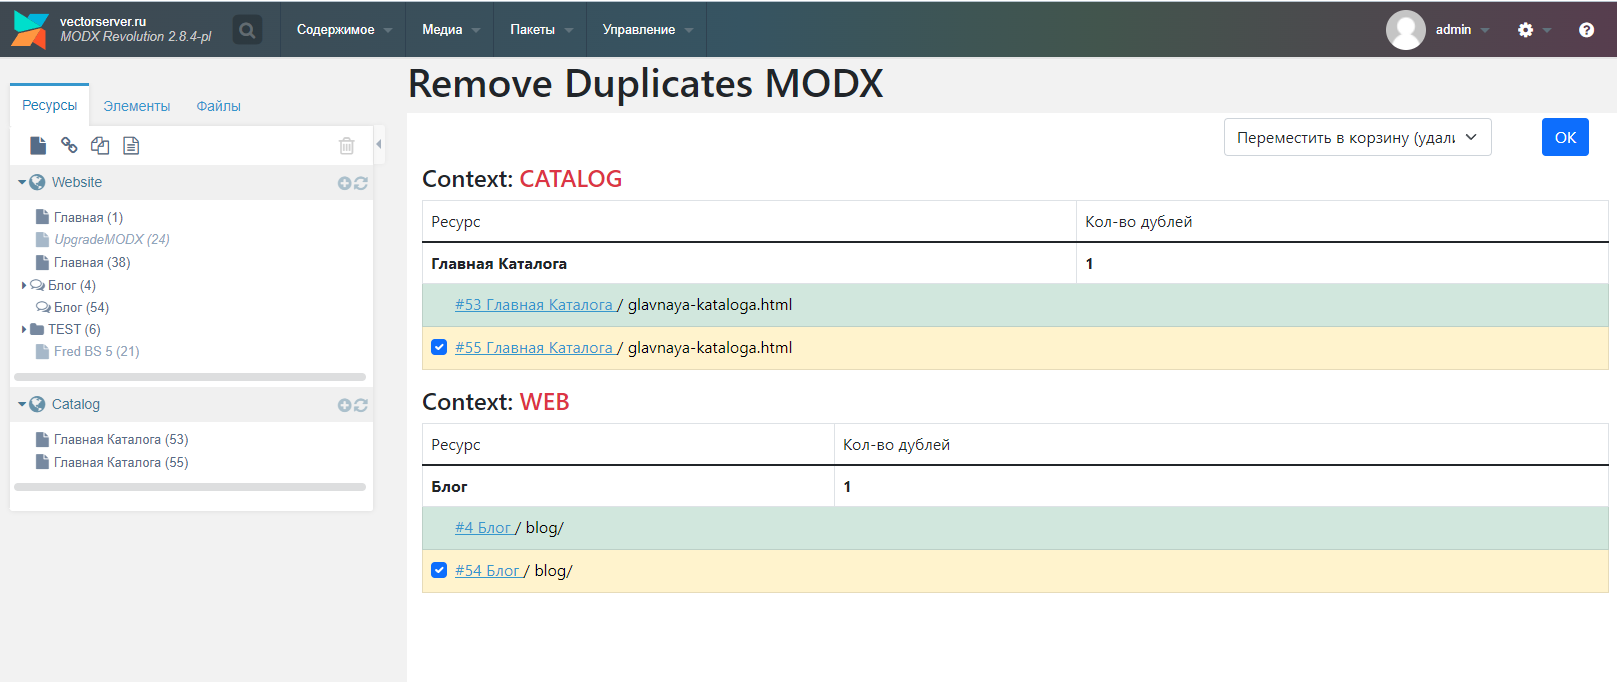 vectorserver.ru
MODX Revolution 2.8.4-pl
Содержимое
Медиа
Пакеты
Управление
admin
Ресурсы
Элементы
Файлы
Website
Главная (1)
UpgradeMODX (24)
Главная (38)
Блог (4)
Блог (54)
TEST (6)
Fred BS 5 (21)
Catalog
Главная Каталога (53)
Главная Каталога (55)
Remove Duplicates MODX
Переместить в корзину (удали
OK
Context: CATALOG
Ресурс Кол-во дублей
Главная Каталога 1
#53 Главная Каталога / glavnaya-kataloga.html
#55 Главная Каталога / glavnaya-kataloga.html
Context: WEB
Ресурс Кол-во дублей
Блог 1
#4 Блог / blog/
#54 Блог / blog/